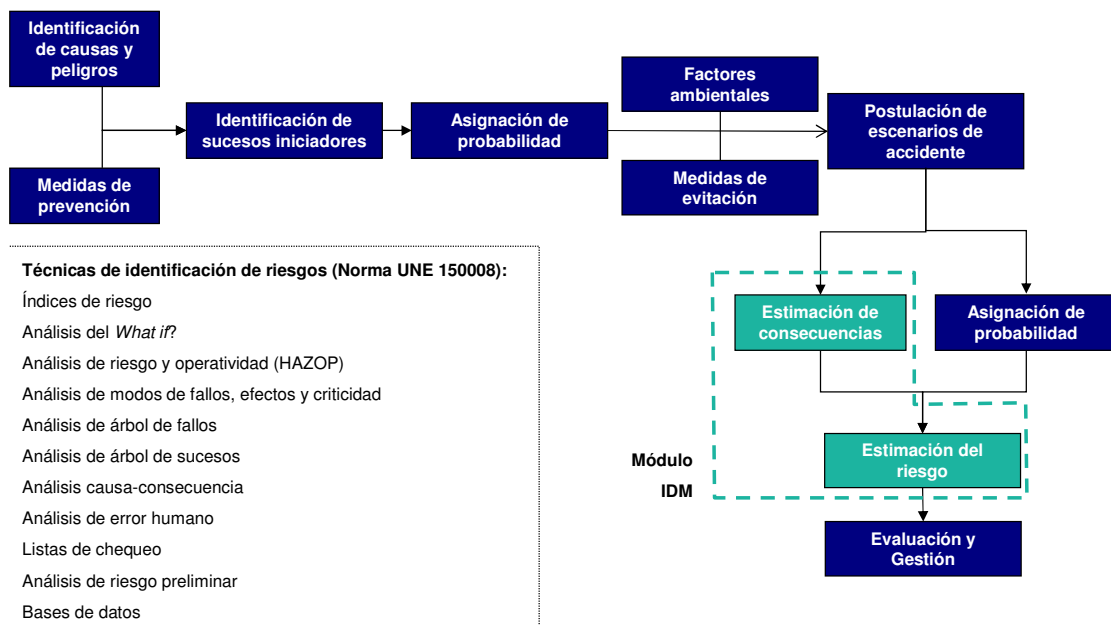 Identificación
de causas y
peligros
Medidas de
prevención
Identificación de
sucesos iniciadores
Asignación de
probabilidad
Factores
ambientales
Medidas de
evitación
Postulación de
escenarios de
accidente
Estimación de
consecuencias
Asignación de
probabilidad
Estimación del
riesgo
Módulo
IDM
Evaluación y
Gestión
Técnicas de identificación de riesgos (Norma UNE 150008):
Índices de riesgo
Análisis del What if?
Análisis de riesgo y operatividad (HAZOP)
Análisis de modos de fallos, efectos y criticidad
Análisis de árbol de fallos
Análisis de árbol de sucesos
Análisis causa-consecuencia
Análisis de error humano
Listas de chequeo
Análisis de riesgo preliminar
Bases de datos